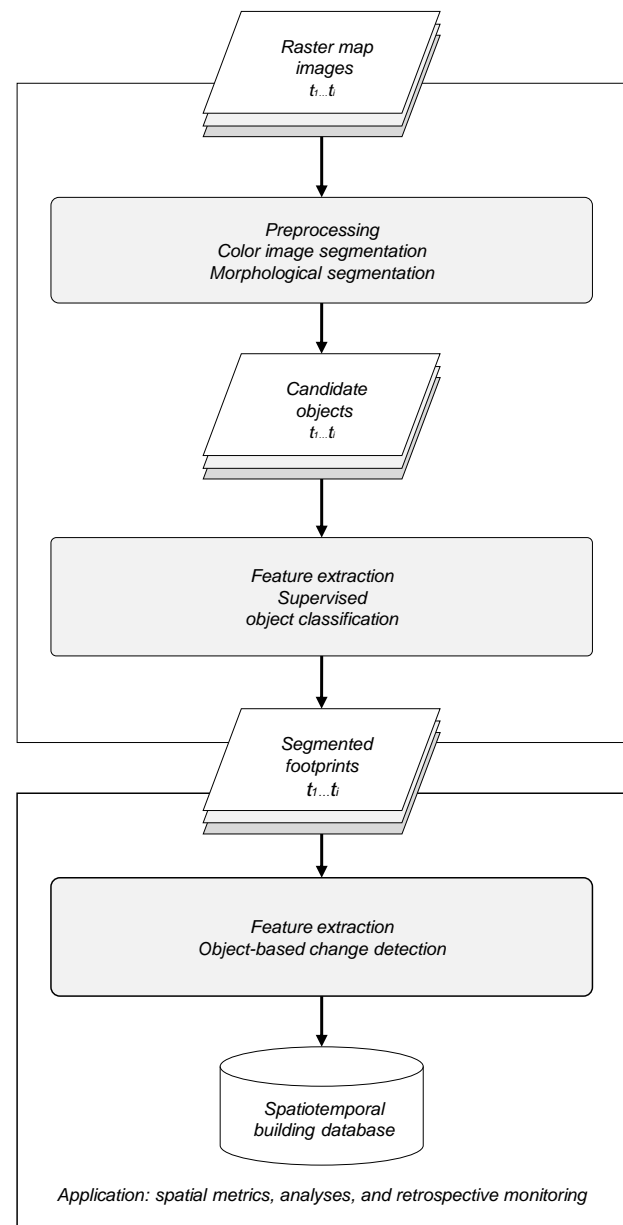 Raster map
images
t₁...tᵢ
Preprocessing
Color image segmentation
Morphological segmentation
Candidate
objects
t₁...tᵢ
Feature extraction
Supervised
object classification
Segmented
footprints
t₁...tᵢ
Feature extraction
Object-based change detection
Spatiotemporal
building database
Application: spatial metrics, analyses, and retrospective monitoring